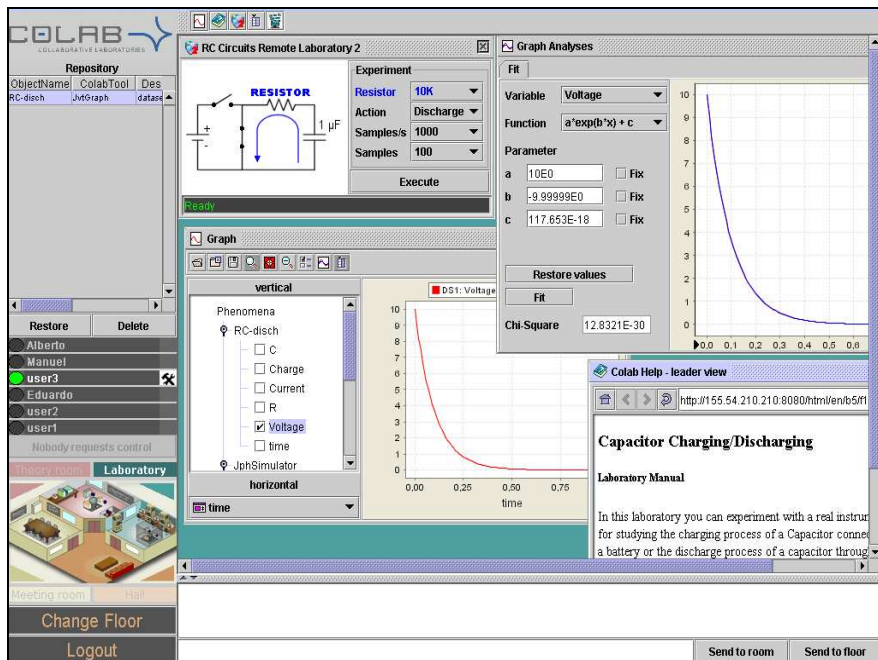 COLAB
COLLABORATIVE LABORATORIES
Repository
ObjectName ColabTool Des
RC-disch JvtGraph datase
Restore Delete
Alberto
Manuel
user3
Eduardo
user2
user1
Nobody requests control
Theory room Laboratory
Meeting room Hall
Change Floor
Logout
RC Circuits Remote Laboratory 2
RESISTOR
+
-
1 µF
Experiment
Resistor 10K
Action Discharge
Samples/s 1000
Samples 100
Execute
Ready
Graph
vertical
Phenomena
RC-disch
C
Charge
Current
R
Voltage
time
JphSimulator
horizontal
time
DS1: Voltage
10
9
8
7
6
5
4
3
2
1
0
0,00 0,25 0,50 0,75
time
Graph Analyses
Fit
Variable Voltage
Function a*exp(b*x) + c
Parameter
a 10E0 Fix
b -9.99999E0 Fix
c 117.653E-18 Fix
Restore values
Fit
Chi-Square 12.8321E-30
10
9
8
7
6
5
4
3
2
1
0
0,0 0,1 0,2 0,3 0,4 0,5 0,6
Colab Help - leader view
http://155.54.210.210:8080/html/en/b5/f1
Capacitor Charging/Discharging
Laboratory Manual
In this laboratory you can experiment with a real instrum
for studying the charging process of a Capacitor connec
a battery or the discharge process of a capacitor throug
Send to room Send to floor